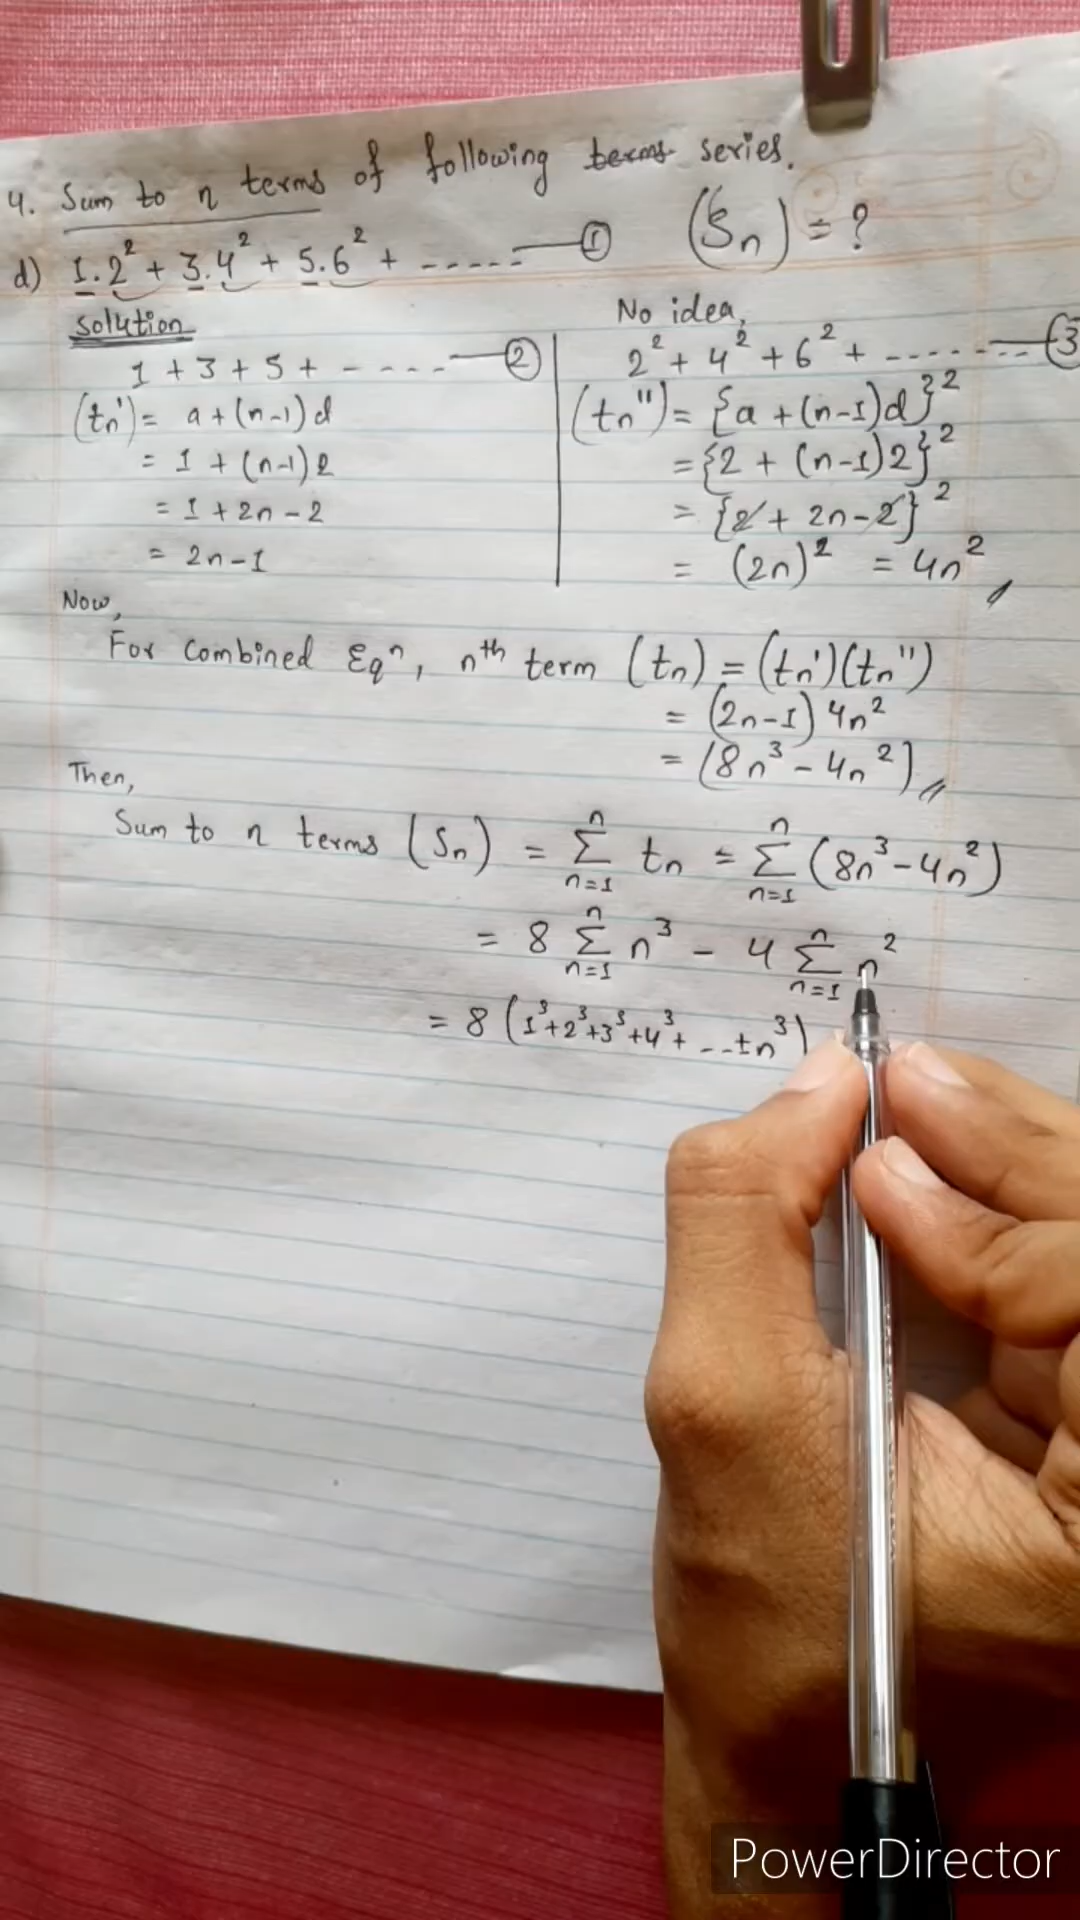 4. Sum to n terms of following terms series.
(Sn) = ?
d) 1.2² + 3.4² + 5.6² + ------ ①
Solution
1 + 3 + 5 + ----- ②
(tn') = a + (n-1)d
= 1 + (n-1)2
= 1 + 2n - 2
= 2n - 1
No idea,
2² + 4² + 6² + ------- ③
(tn'') = {a + (n-1)d}²
= {2 + (n-1)2}²
= {2 + 2n - 2}²
= (2n)² = 4n²
Now,
For Combined Eqⁿ, nth term (tn) = (tn')(tn'')
= (2n-1) 4n²
= (8n³ - 4n²)
Then,
Sum to n terms (Sn) = Σ(n=1 to n) tn = Σ(n=1 to n) (8n³ - 4n²)
= 8 Σ(n=1 to n) n³ - 4 Σ(n=1 to n) n²
= 8 (1³+2³+3³+4³+ ---+n³)
PowerDirector